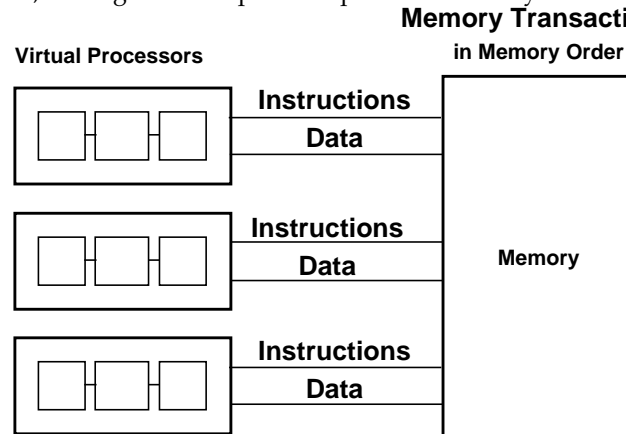 Memory Transacti
Virtual Processors
in Memory Order
Instructions
Data
Instructions
Data
Memory
Instructions
Data